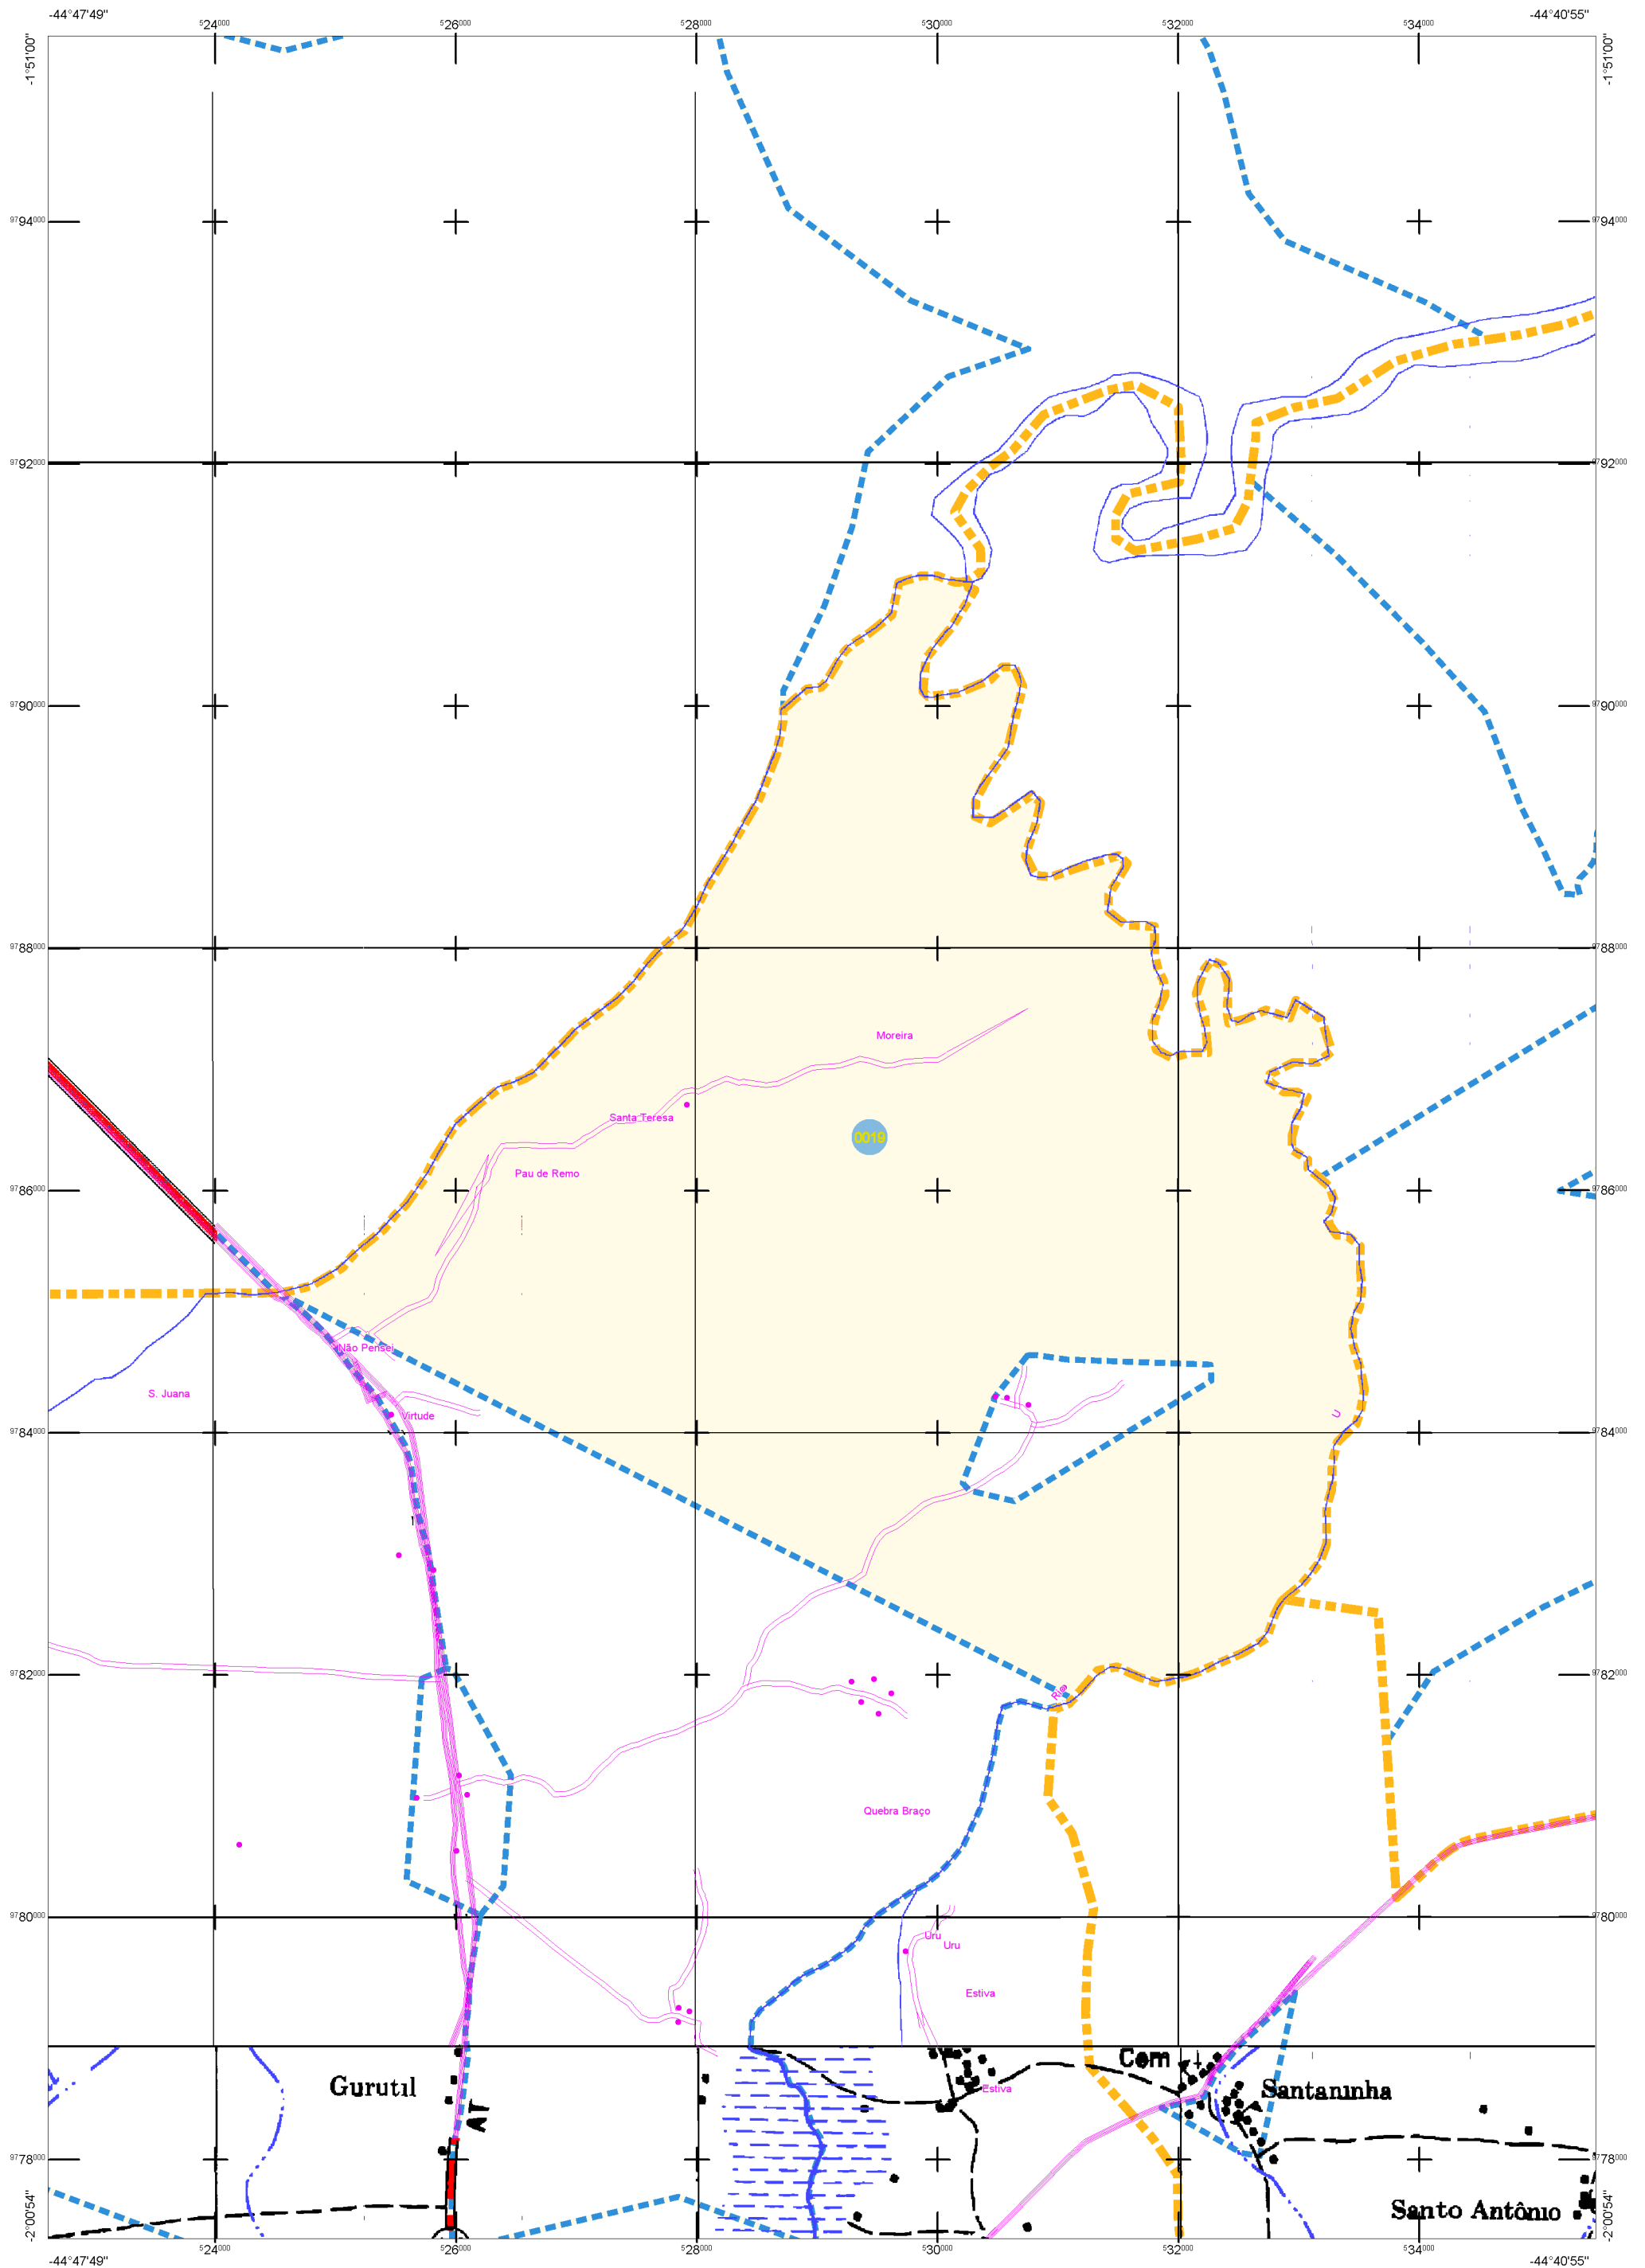 -44°47'49"
524000
526000
528000
530000
532000
534000
-44°40'55"
-1°51'00"
-1°51'00"
9794000
9794000
9792000
9792000
9790000
9790000
9788000
9788000
Moreira
Santa Teresa
0019
Pau de Remo
9786000
9786000
Não Pensei
S. Juana
Virtude
U
9784000
9784000
9782000
9782000
Rio
Quebra Braço
9780000
9780000
Uru
Uru
Estiva
Com
Gurutil
Estiva
Santaninha
AT
9778000
9778000
Santo Antônio
-2°00'54"
-2°00'54"
-44°47'49"
524000
526000
528000
530000
532000
534000
-44°40'55"